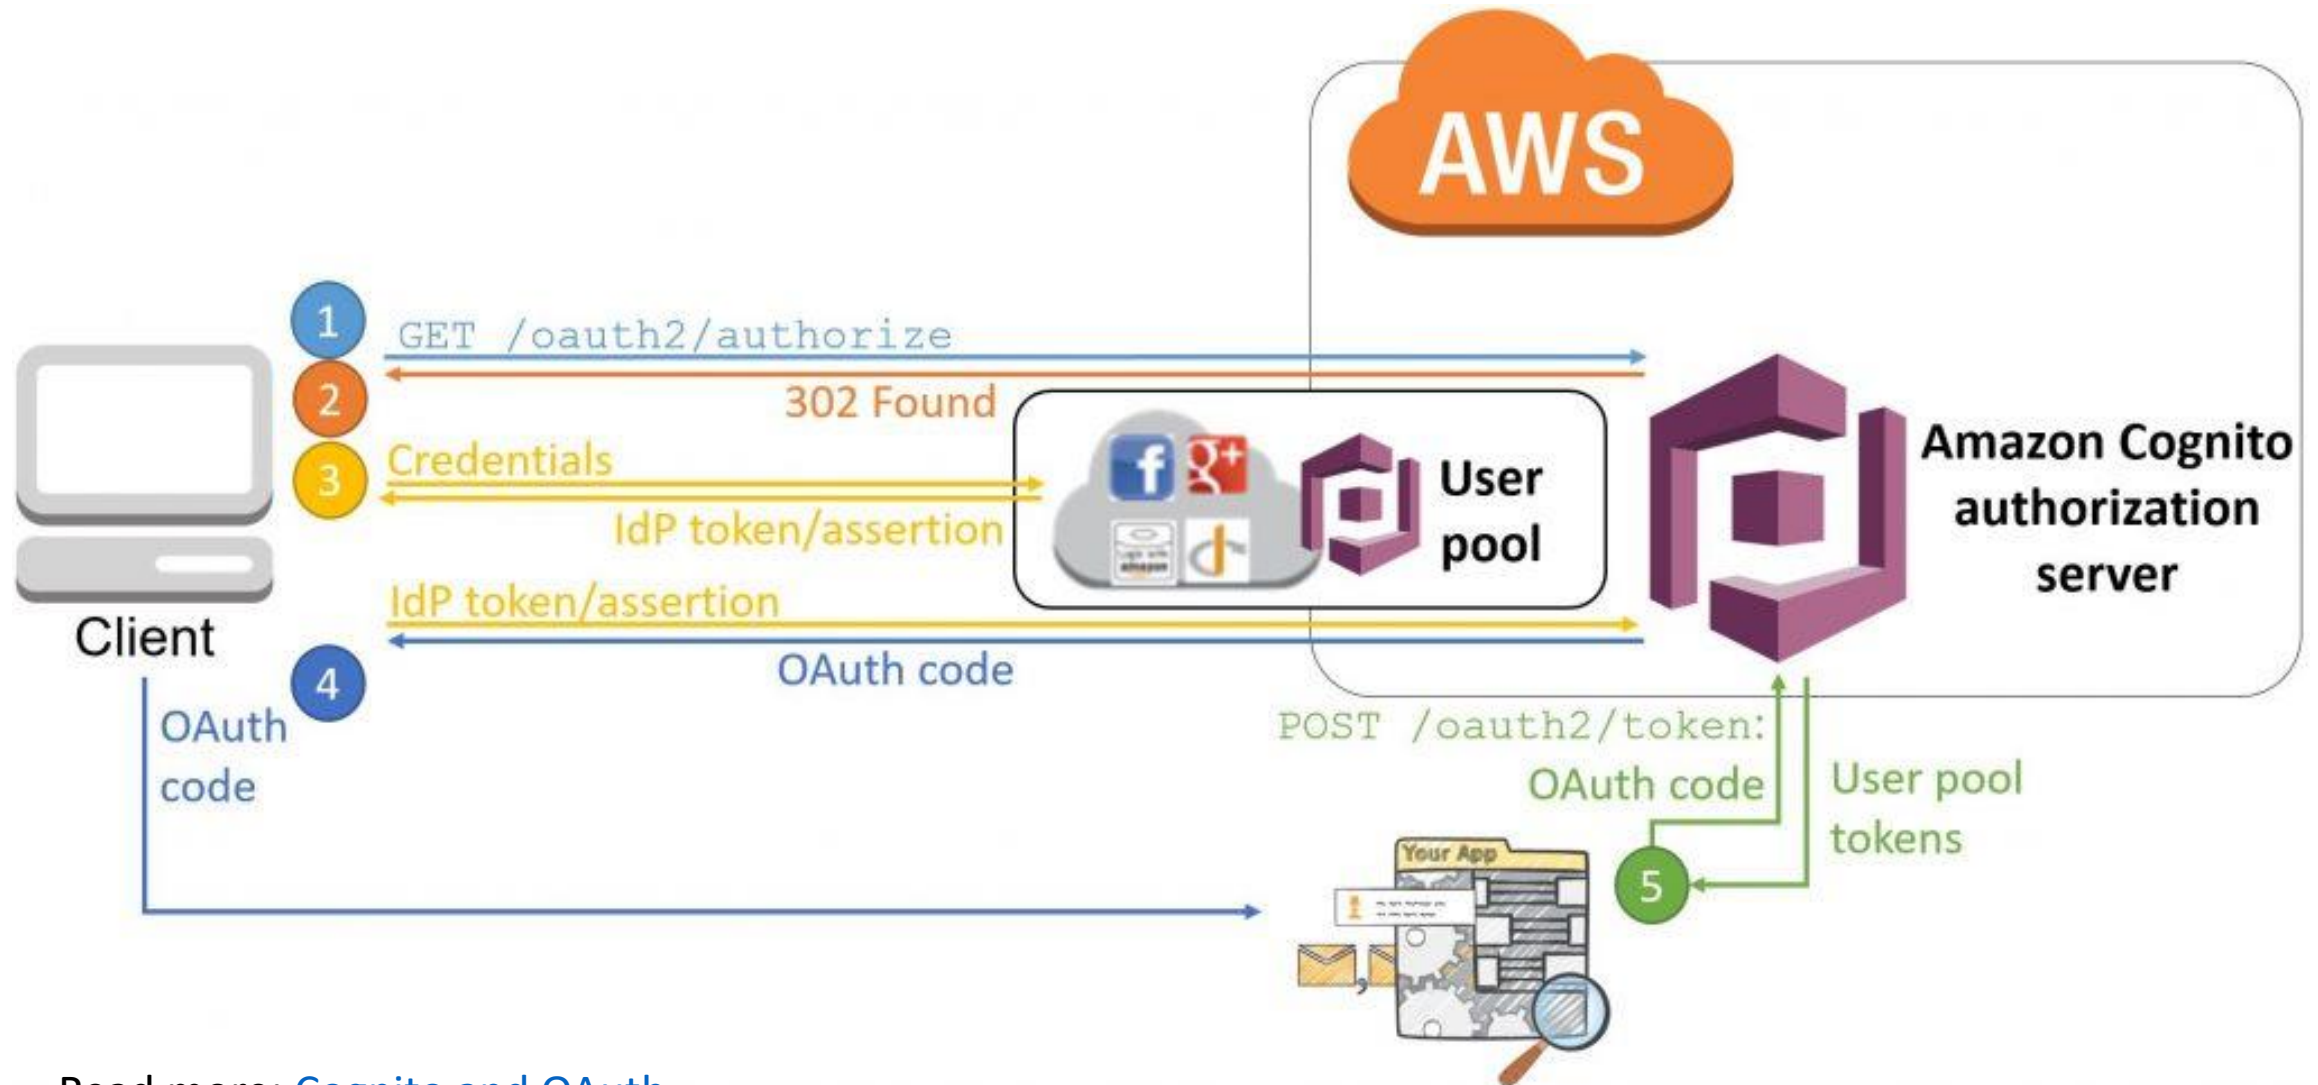 AWS
1
GET /oauth2/authorize
2
302 Found
3
Credentials
IdP token/assertion
f
g+
User
pool
Amazon Cognito
authorization
server
IdP token/assertion
Client
4
OAuth code
OAuth
code
POST /oauth2/token:
OAuth code
User pool
tokens
5
Your App
Read more: Cognito and OAuth